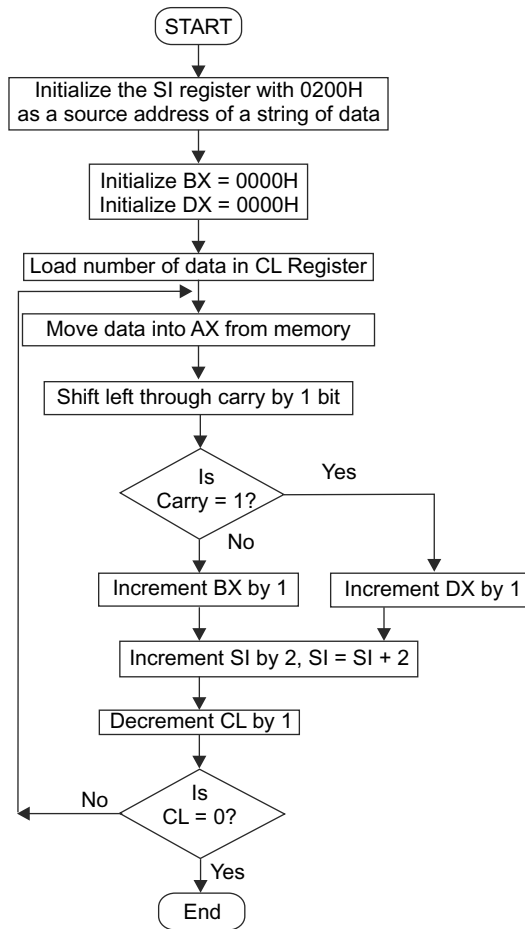 START
Initialize the SI register with 0200H
as a source address of a string of data
Initialize BX = 0000H
Initialize DX = 0000H
Load number of data in CL Register
Move data into AX from memory
Shift left through carry by 1 bit
Is
Carry = 1?
Yes
No
Increment BX by 1
Increment DX by 1
Increment SI by 2, SI = SI + 2
Decrement CL by 1
Is
CL = 0?
No
Yes
End